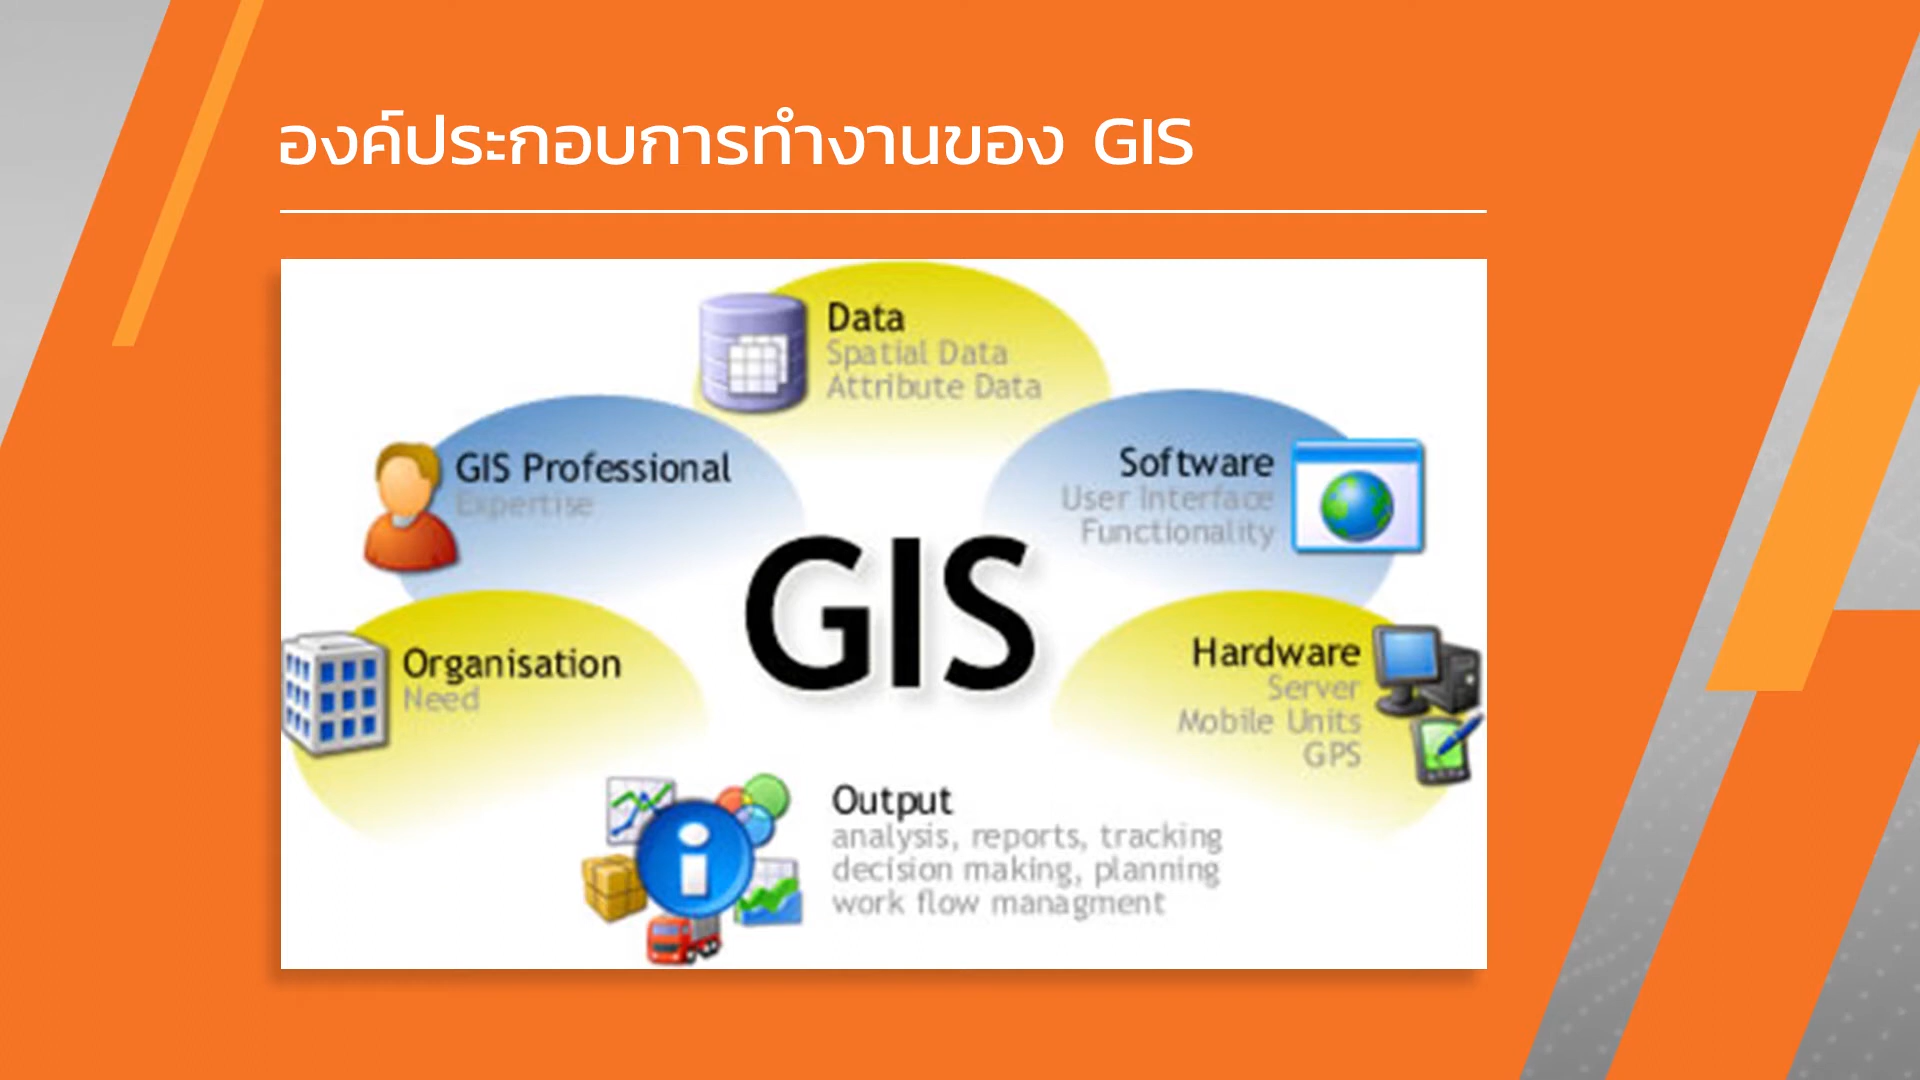 องค์ประกอบการทำงานของ GIS
Data
Spatial Data
Attribute Data
GIS Professional
Expertise
Software
User Interface
Functionality
GIS
Organisation
Need
Hardware
Server
Mobile Units
GPS
Output
analysis, reports, tracking
decision making, planning
work flow managment